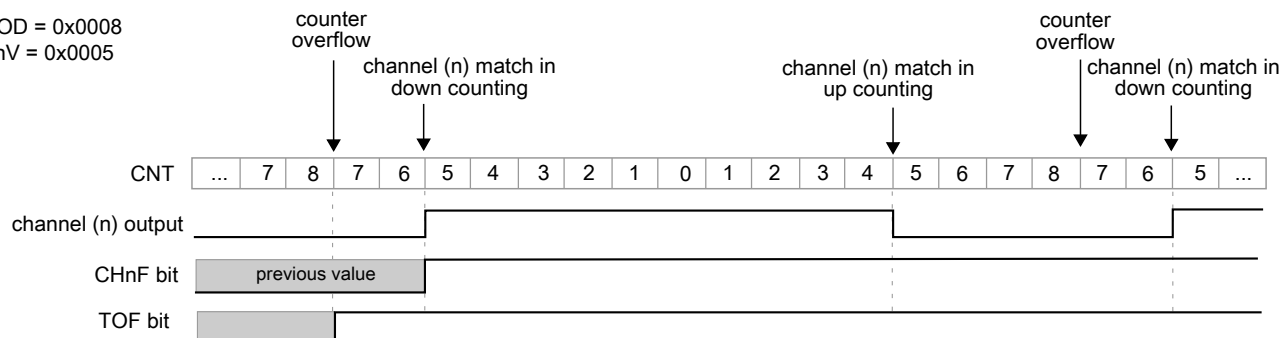 OD = 0x0008
nV = 0x0005
counter
overflow
channel (n) match in
down counting
channel (n) match in
up counting
counter
overflow
channel (n) match in
down counting
CNT ... 7 8 7 6 5 4 3 2 1 0 1 2 3 4 5 6 7 8 7 6 5 ...
channel (n) output
CHnF bit previous value
TOF bit